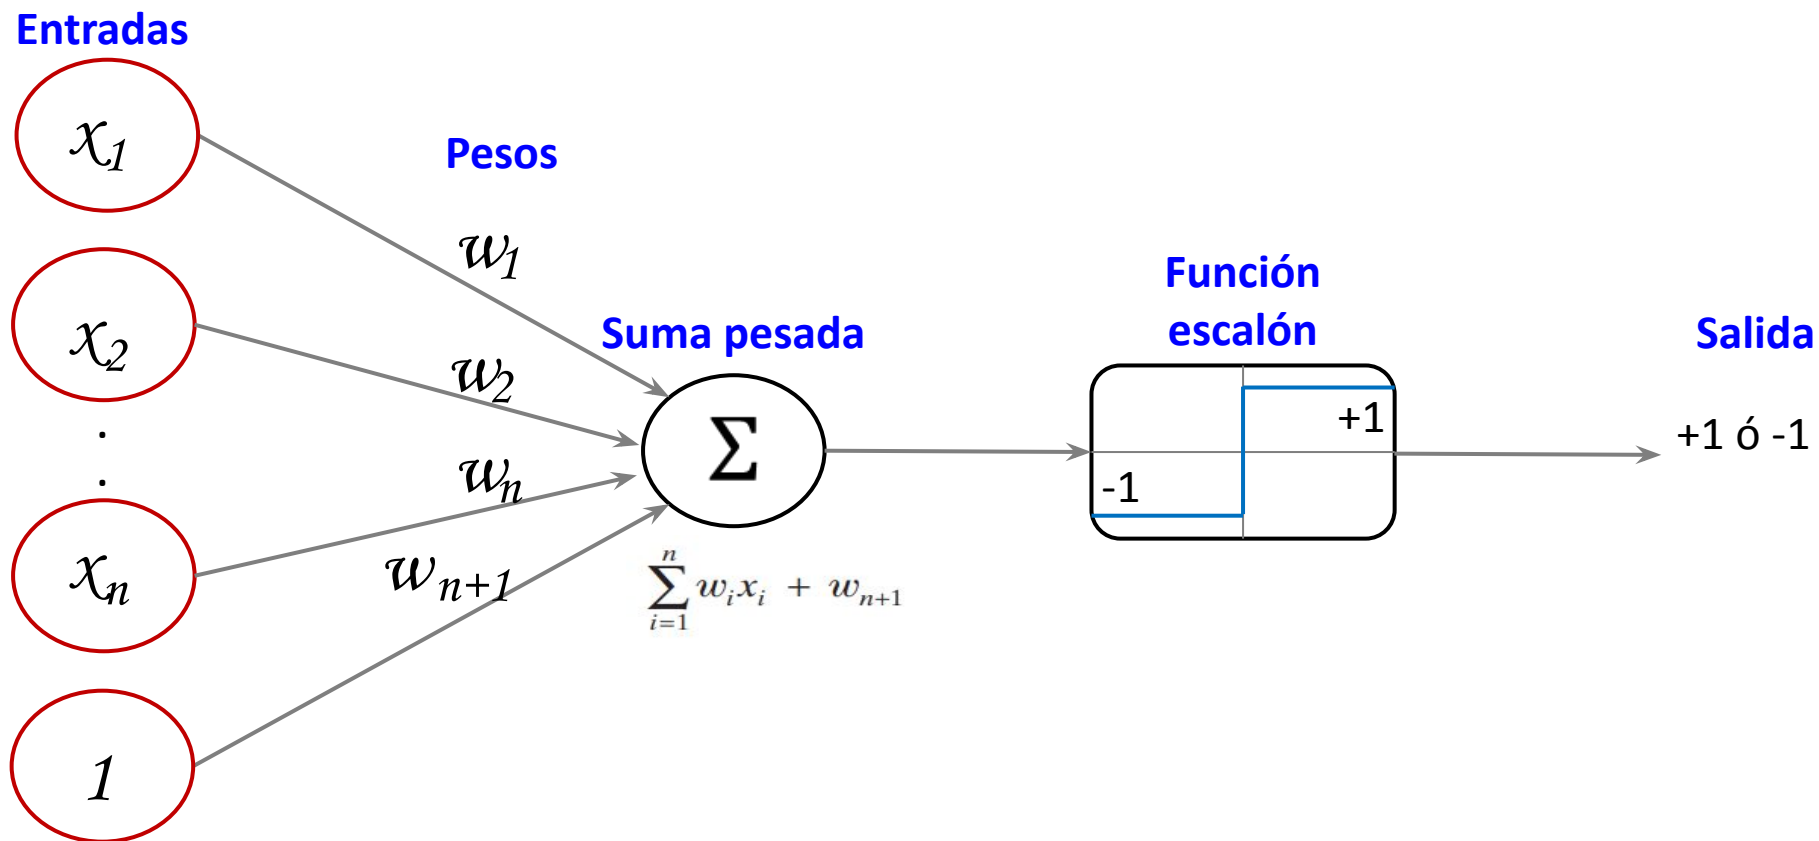 Entradas
x1
Pesos
w1
Función
escalón
Suma pesada
Salida
x2
w2
.
.
Σ
+1
-1
+1 ó -1
wn
xn
wn+1
n
∑ wixi + wn+1
i=1
1